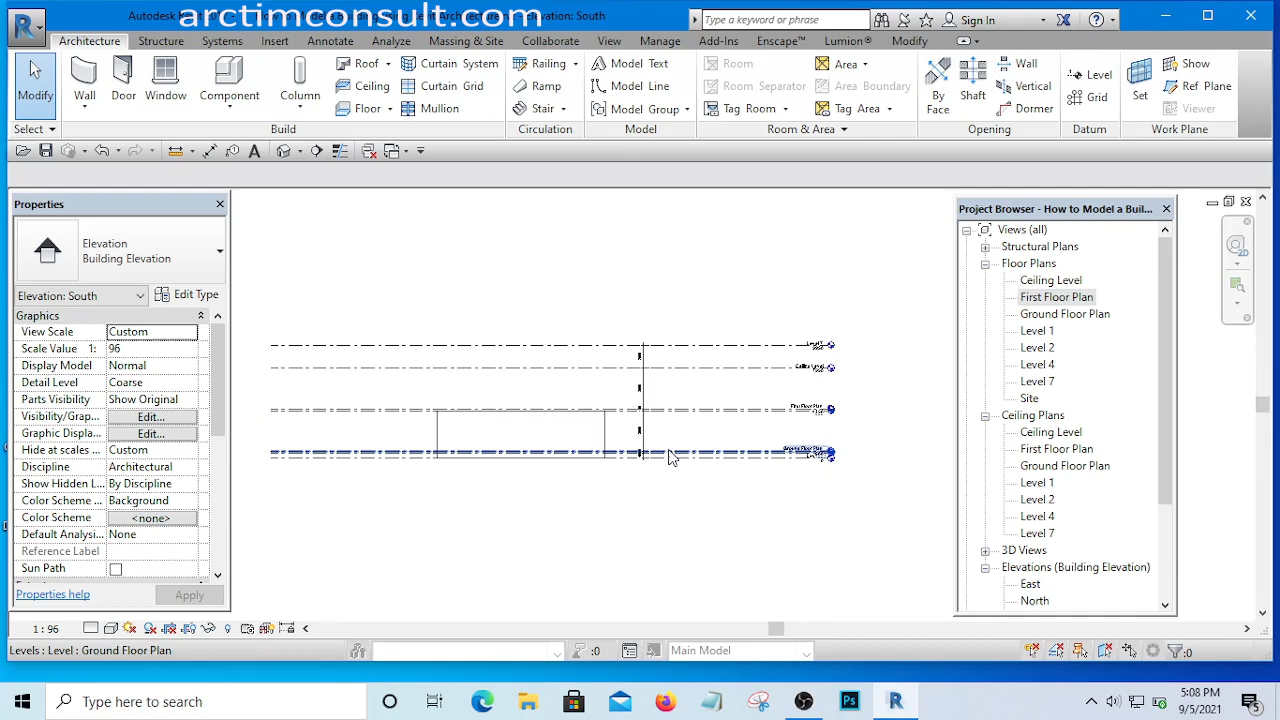 arctimconsult.com
Autodesk Revit
Elevation: South
Type a keyword or phrase
Sign In
Architecture
Structure
Systems
Insert
Annotate
Analyze
Massing & Site
Collaborate
View
Manage
Add-Ins
Enscape™
Lumion®
Modify
Modify
Wall
Door
Window
Component
Column
Roof
Ceiling
Floor
Curtain System
Curtain Grid
Mullion
Railing
Ramp
Stair
Model Text
Model Line
Model Group
Room
Room Separator
Tag Room
Area
Area Boundary
Tag Area
By Face
Shaft
Wall
Vertical
Dormer
Level
Grid
Set
Show
Ref Plane
Viewer
Select
Build
Circulation
Model
Room & Area
Opening
Datum
Work Plane
Properties
Elevation
Building Elevation
Elevation: South
Edit Type
Graphics
View Scale Custom
Scale Value 1: 96
Display Model Normal
Detail Level Coarse
Parts Visibility Show Original
Visibility/Grap... Edit...
Graphic Displa... Edit...
Hide at scales ... Custom
Discipline Architectural
Show Hidden L... By Discipline
Color Scheme ... Background
Color Scheme <none>
Default Analysi... None
Reference Label
Sun Path
Properties help
Apply
Project Browser - How to Model a Buil...
Views (all)
Structural Plans
Floor Plans
Ceiling Level
First Floor Plan
Ground Floor Plan
Level 1
Level 2
Level 4
Level 7
Site
Ceiling Plans
Ceiling Level
First Floor Plan
Ground Floor Plan
Level 1
Level 2
Level 4
Level 7
3D Views
Elevations (Building Elevation)
East
North
2D
1 : 96
Levels : Level : Ground Floor Plan
:0
Main Model
:0
Type here to search
5:08 PM
9/5/2021
5